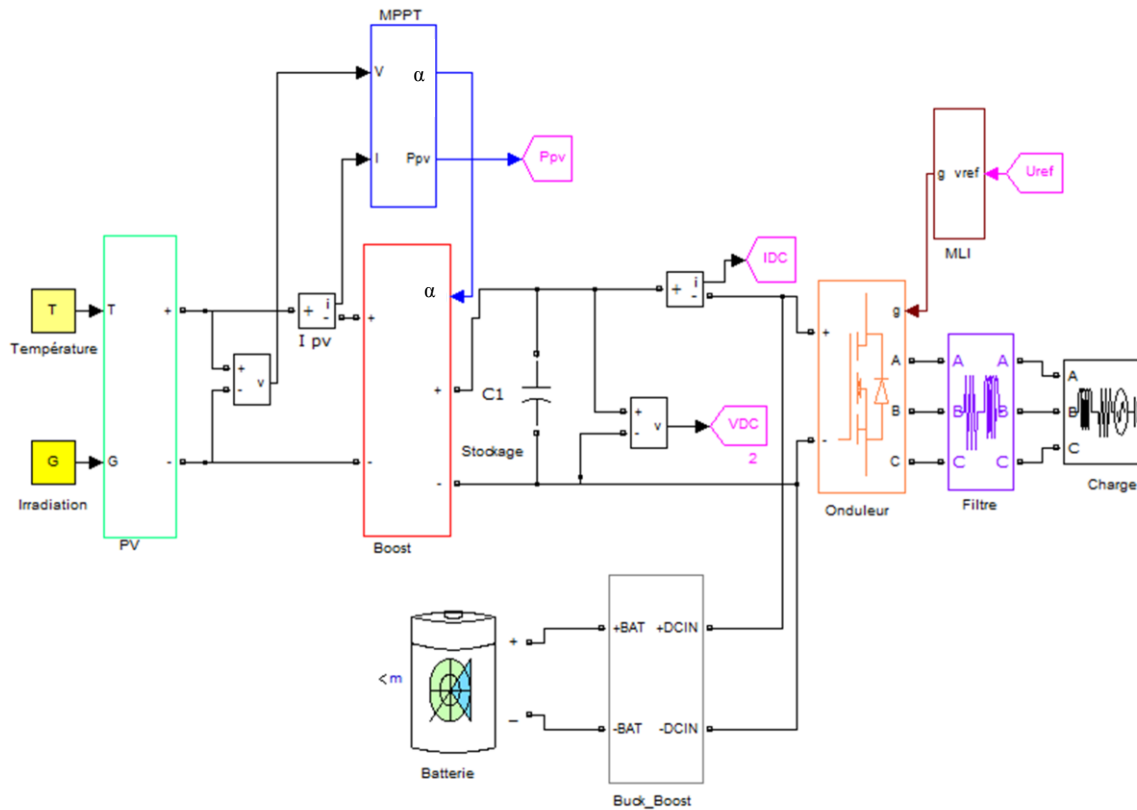 MPPT
V
α
I
Ppv
Ppv
g
vref
Uref
MLI
T
Température
T
+
G
-
G
Irradiation
PV
+
i
-
I pv
+
-
v
α
+
+
-
-
Boost
C1
Stockage
+
i
-
IDC
+
-
v
VDC
2
g
+
-
A
B
C
Onduleur
A
B
C
A
B
C
Filtre
A
B
C
Charge
<m
+
–
Batterie
+BAT
+DCIN
-BAT
-DCIN
Buck_Boost